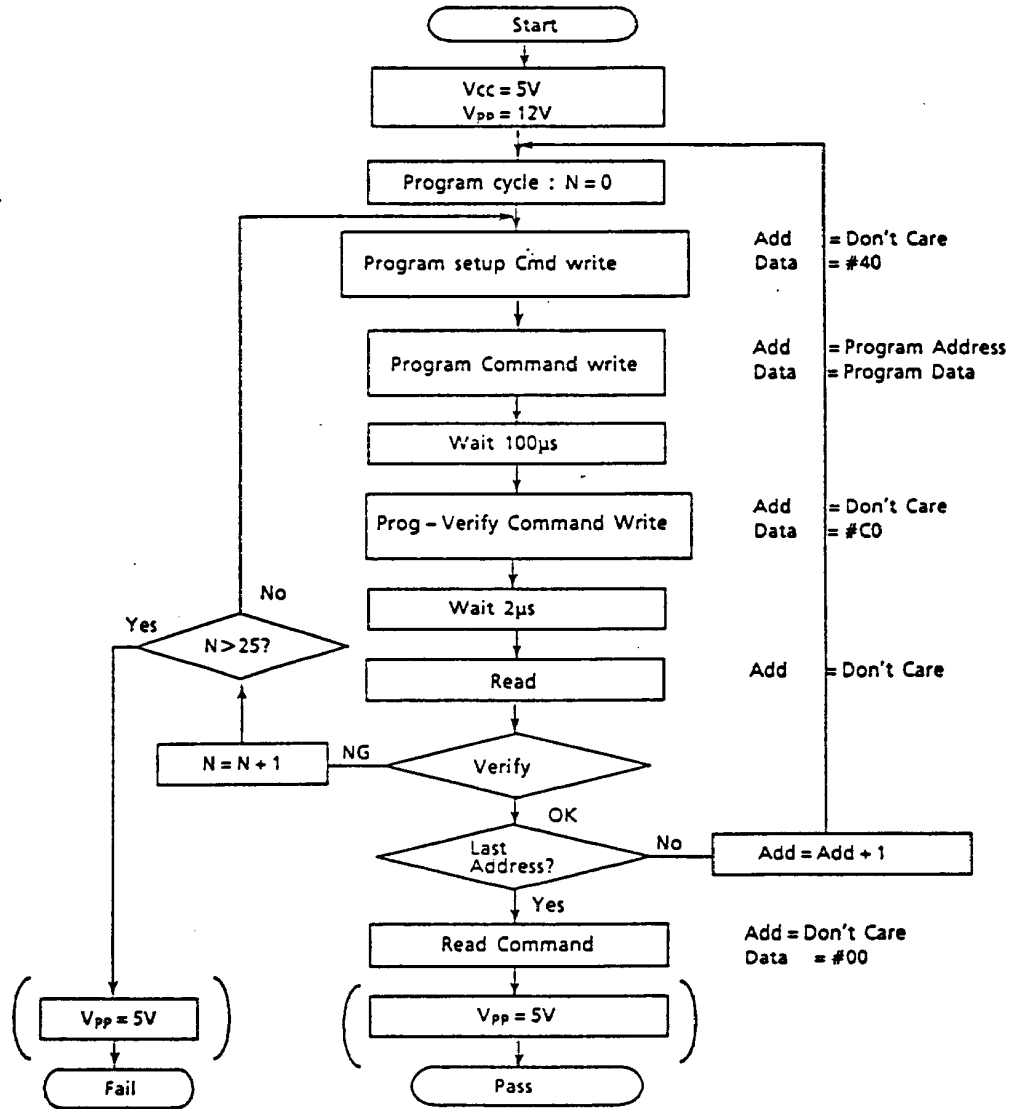 Start
Vcc = 5V
Vpp = 12V
Program cycle : N = 0
Program setup Cmd write
Add = Don't Care
Data = #40
Program Command write
Add = Program Address
Data = Program Data
Wait 100μs
Prog – Verify Command Write
Add = Don't Care
Data = #C0
Wait 2μs
No
Yes
N > 25?
Read
Add = Don't Care
N = N + 1
NG
Verify
OK
Last
Address?
No
Add = Add + 1
Yes
Read Command
Add = Don't Care
Data = #00
Vpp = 5V
Vpp = 5V
Fail
Pass